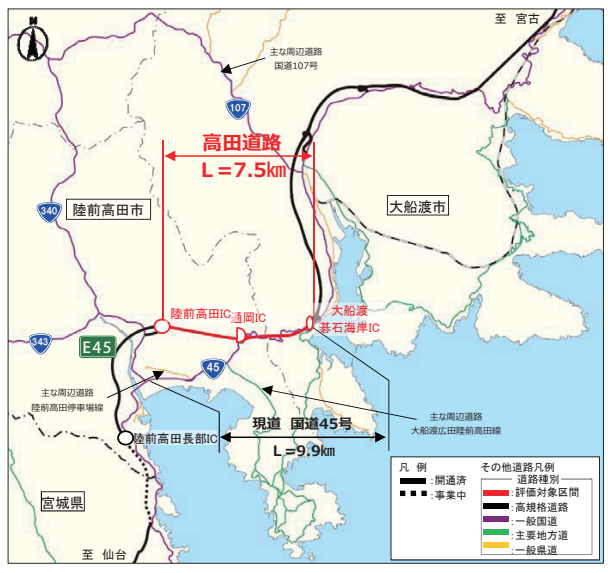 至 宮古
N
主な周辺道路
国道107号
107
高田道路
L=7.5㎞
340
陸前高田市
大船渡市
陸前高田IC
通岡IC
大船渡
碁石海岸IC
343
E45
45
主な周辺道路
陸前高田停車場線
主な周辺道路
大船渡広田陸前高田線
現道 国道45号
L=9.9㎞
陸前高田長部IC
宮城県
至 仙台
凡 例
:開通済
:事業中
その他道路凡例
道路種別
:評価対象区間
:高規格道路
:一般国道
:主要地方道
:一般県道